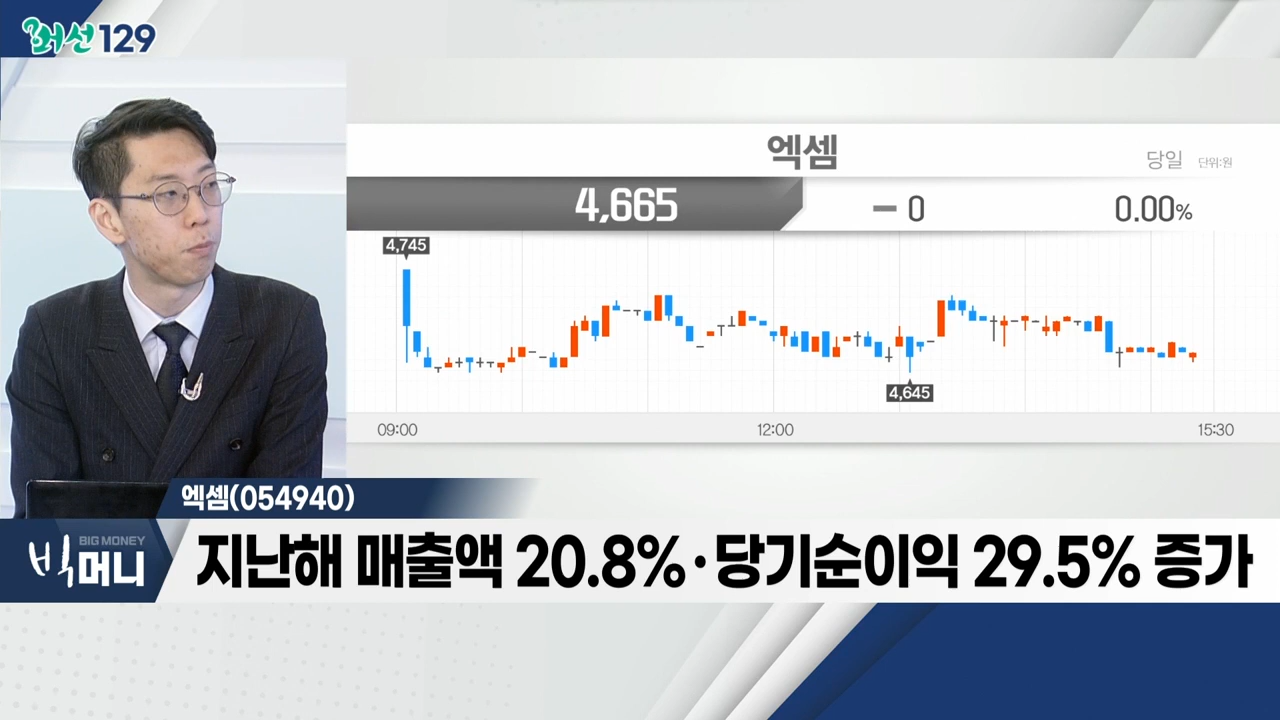 머선129
엑셈
당일 단위:원
4,665 0 0.00%
4,745
4,645
09:00 12:00 15:30
엑셈(054940)
BIG MONEY
빅머니
지난해 매출액 20.8%·당기순이익 29.5% 증가